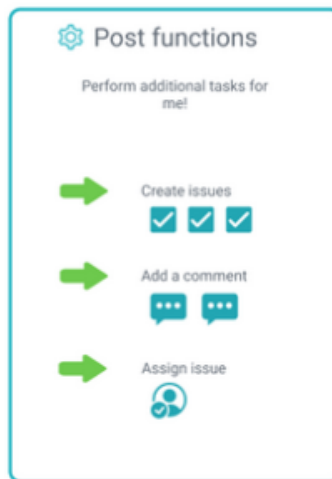 Post functions
Perform additional tasks for
me!
Create issues
Add a comment
Assign issue